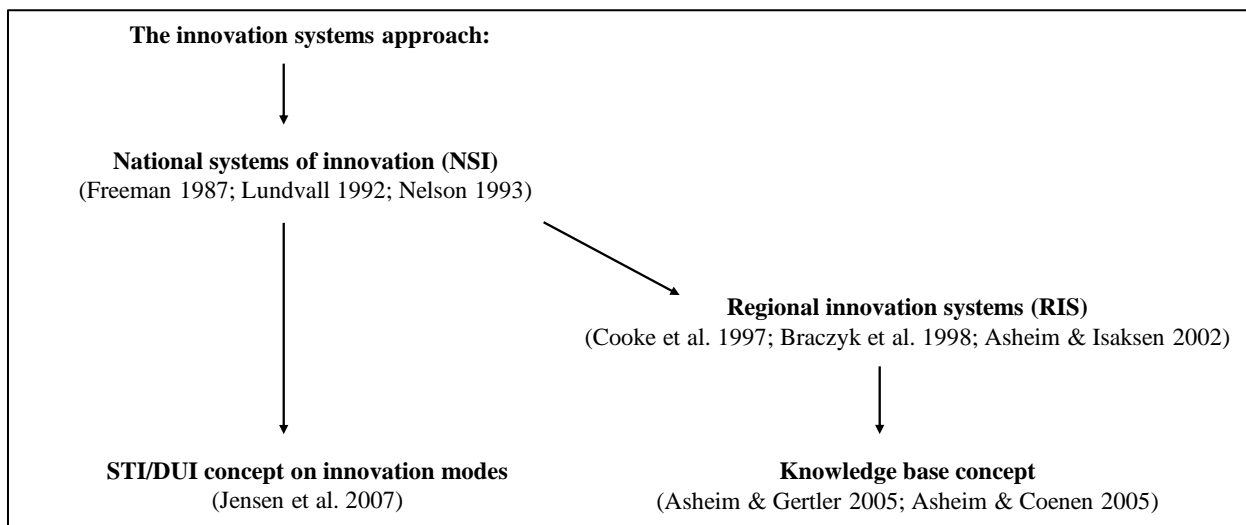 The innovation systems approach:
National systems of innovation (NSI)
(Freeman 1987; Lundvall 1992; Nelson 1993)
Regional innovation systems (RIS)
(Cooke et al. 1997; Braczyk et al. 1998; Asheim & Isaksen 2002)
STI/DUI concept on innovation modes
(Jensen et al. 2007)
Knowledge base concept
(Asheim & Gertler 2005; Asheim & Coenen 2005)